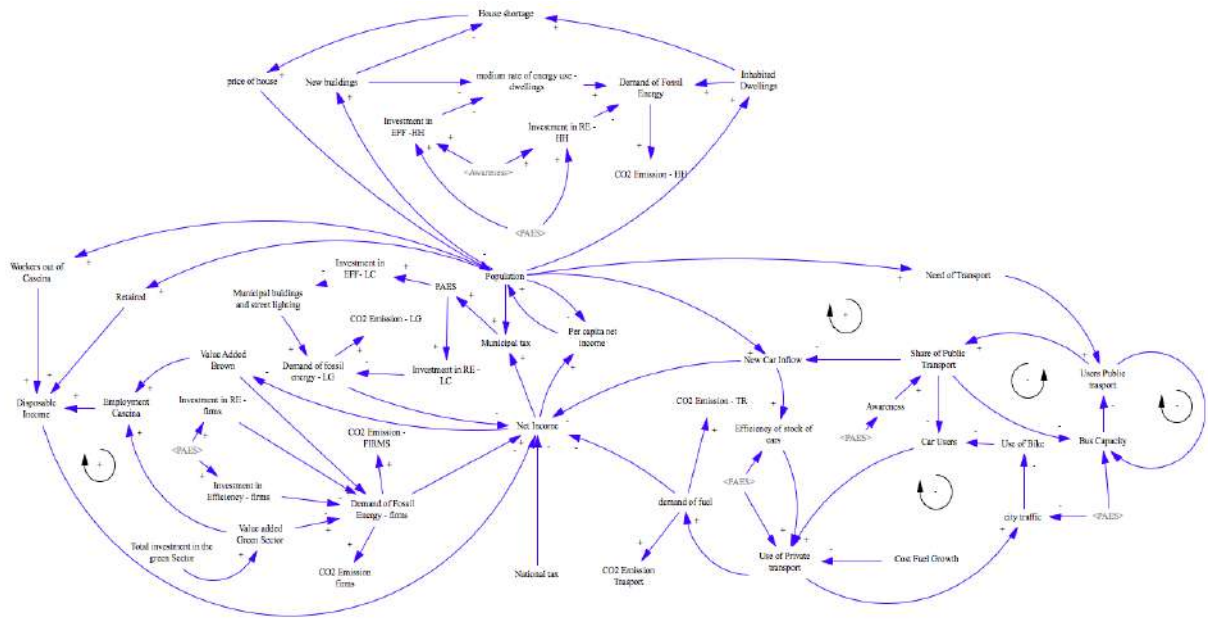 House shortage
price of house
New buildings
medium rate of energy use -
dwellings
Demand of Fossil
Energy
Inhabited
Dwellings
Investment in
EFF -HH
Investment in RE -
HH
<Awareness>
CO2 Emission - HH
<PAES>
Workers out of
Cascina
Retaired
Investment in
EFF- LC
Population
Need of Transport
Municipal buldings
and street lighting
PAES
CO2 Emission - LG
Municipal tax
Per capita net
income
Value Added
Brown
Demand of fossil
energy - LG
Investment in RE -
LC
New Car Inflow
Share of Public
Transport
Users Public
trasport
Disposable
Income
Employment
Cascina
Investment in RE -
firms
CO2 Emission -
FIRMS
Net Income
CO2 Emission - TR
Efficiency of stock of
cars
Awareness
<PAES>
Car Users
Use of Bike
Bus Capacity
<PAES>
Investment in
Efficiency - firms
Demand of Fossil
Energy - firms
<PAES>
demand of fuel
city traffic
<PAES>
Total investment in the
green Sector
Value added
Green Sector
CO2 Emission
firms
National tax
CO2 Emission
Trasport
Use of Private
transport
Cost Fuel Growth